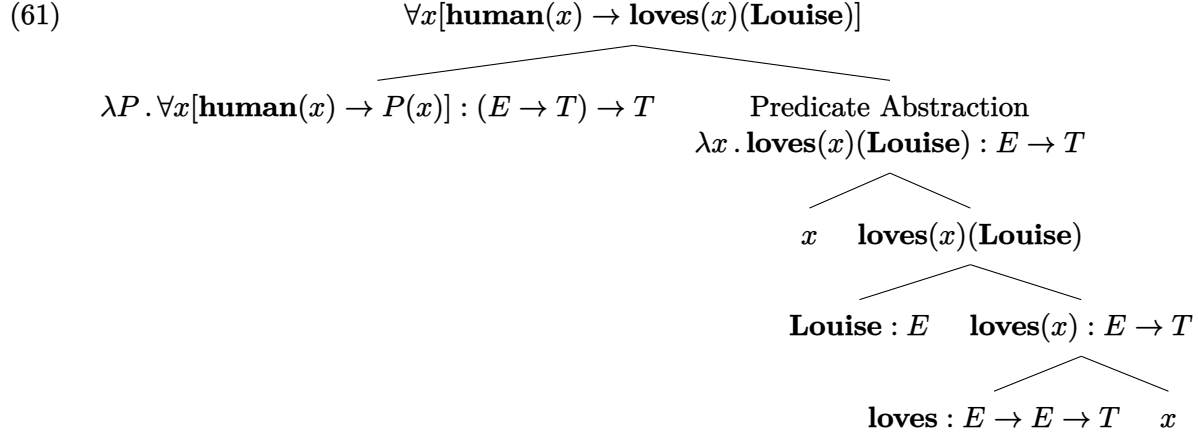 (61) ∀x[human(x) → loves(x)(Louise)]
λP . ∀x[human(x) → P(x)] : (E → T) → T Predicate Abstraction
λx . loves(x)(Louise) : E → T
x loves(x)(Louise)
Louise : E loves(x) : E → T
loves : E → E → T x